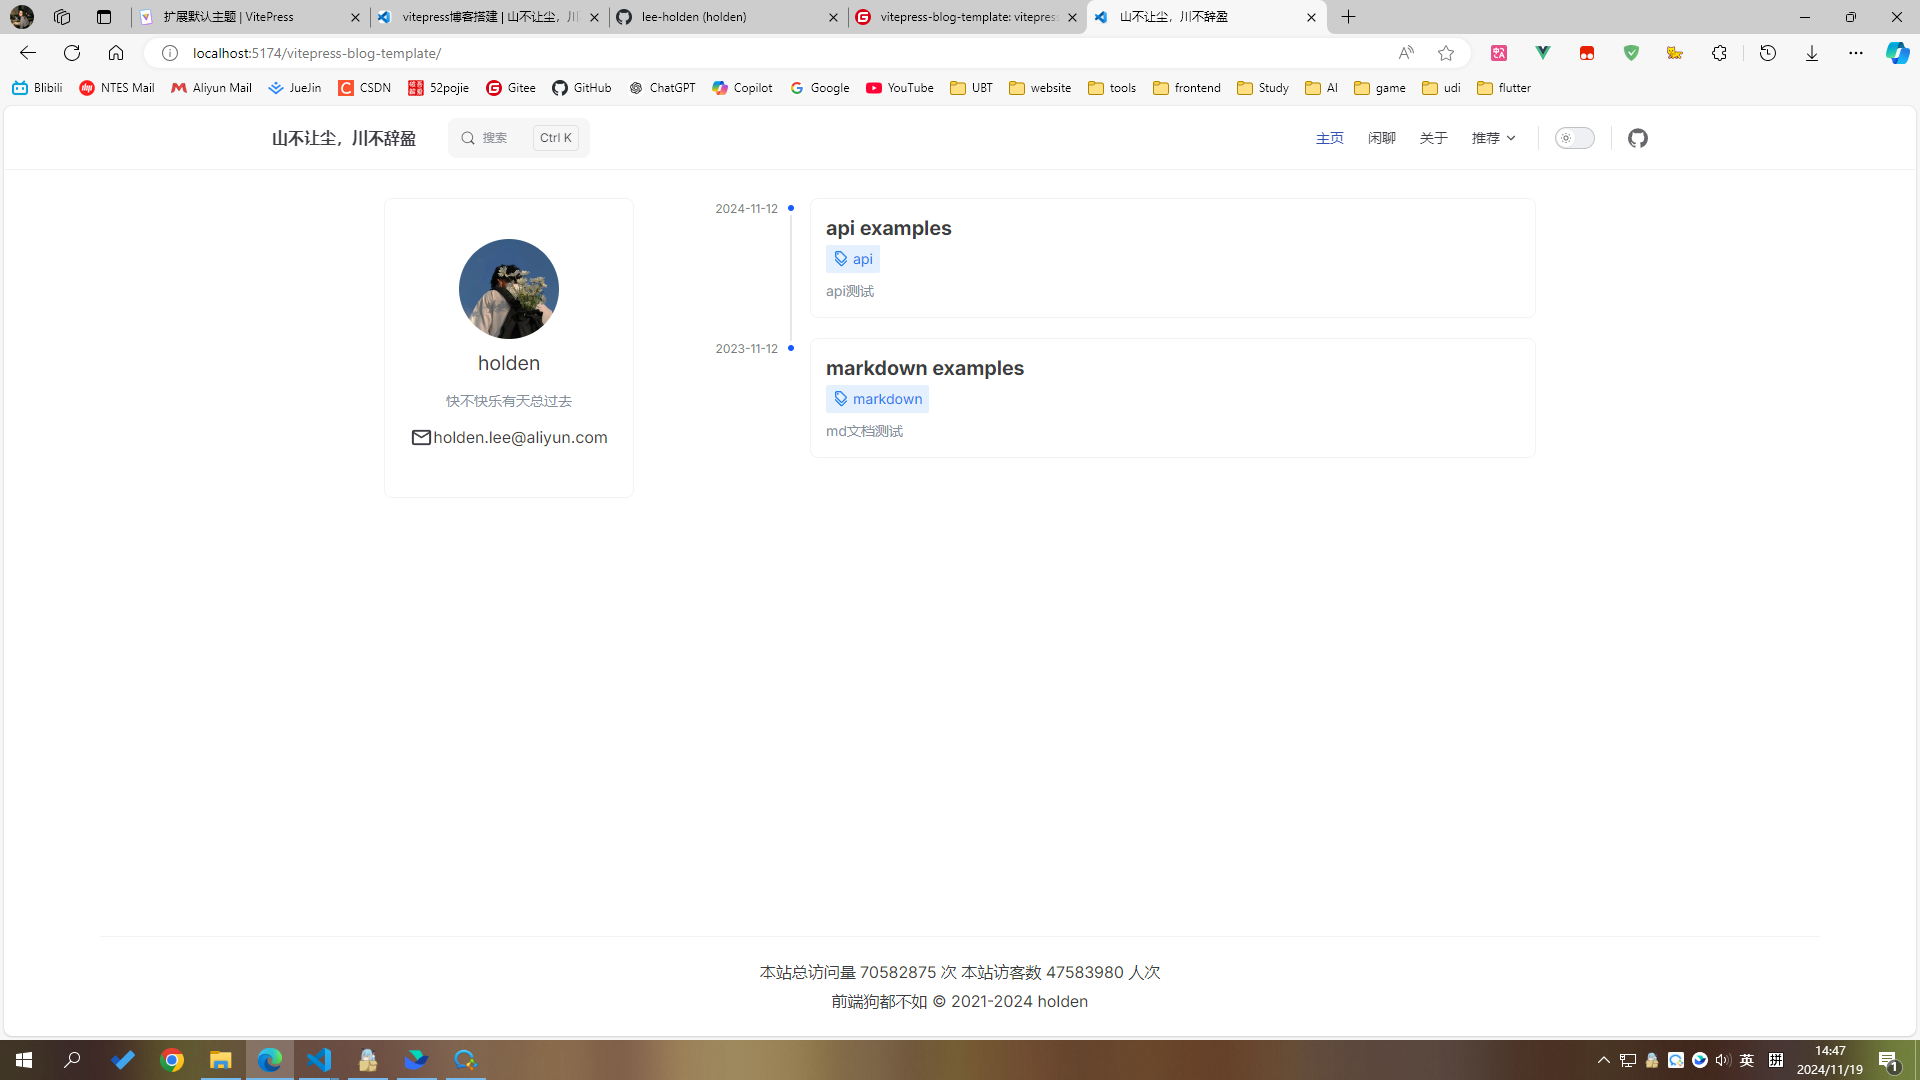 扩展默认主题 | VitePress
vitepress博客搭建 | 山不让尘，川
lee-holden (holden)
vitepress-blog-template: vitepres
山不让尘，川不辞盈
localhost:5174/vitepress-blog-template/
Blibili
NTES Mail
Aliyun Mail
JueJin
CSDN
52pojie
Gitee
GitHub
ChatGPT
Copilot
Google
YouTube
UBT
website
tools
frontend
Study
AI
game
udi
flutter
山不让尘，川不辞盈
搜索
Ctrl K
主页
闲聊
关于
推荐
holden
快不快乐有天总过去
holden.lee@aliyun.com
2024-11-12
api examples
api
api测试
2023-11-12
markdown examples
markdown
md文档测试
本站总访问量 70582875 次 本站访客数 47583980 人次
前端狗都不如 © 2021-2024 holden
英
拼
14:47
2024/11/19
1